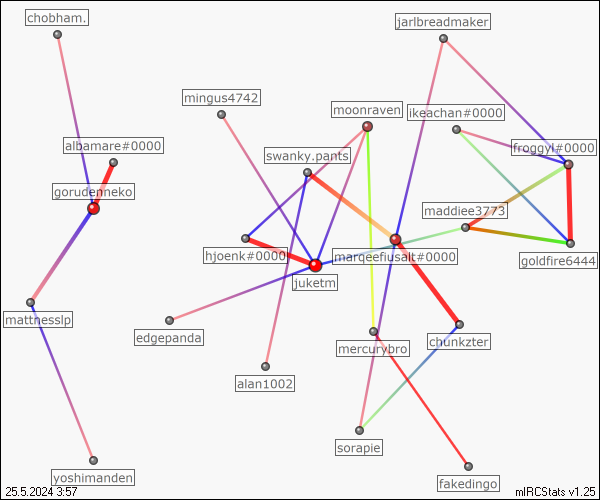 chobham.
jarlbreadmaker
mingus4742
moonraven
ikeachan#0000
albamare#0000
swanky.pants
froggyl#0000
gorudenneko
maddiee3773
hjoenk#0000
marqeefiusalt#0000
goldfire6444
juketm
mattnesslp
edgepanda
mercurybro
chunkzter
alan1002
sorapie
yoshimanden
fakedingo
25.5.2024 3:57
mIRCStats v1.25